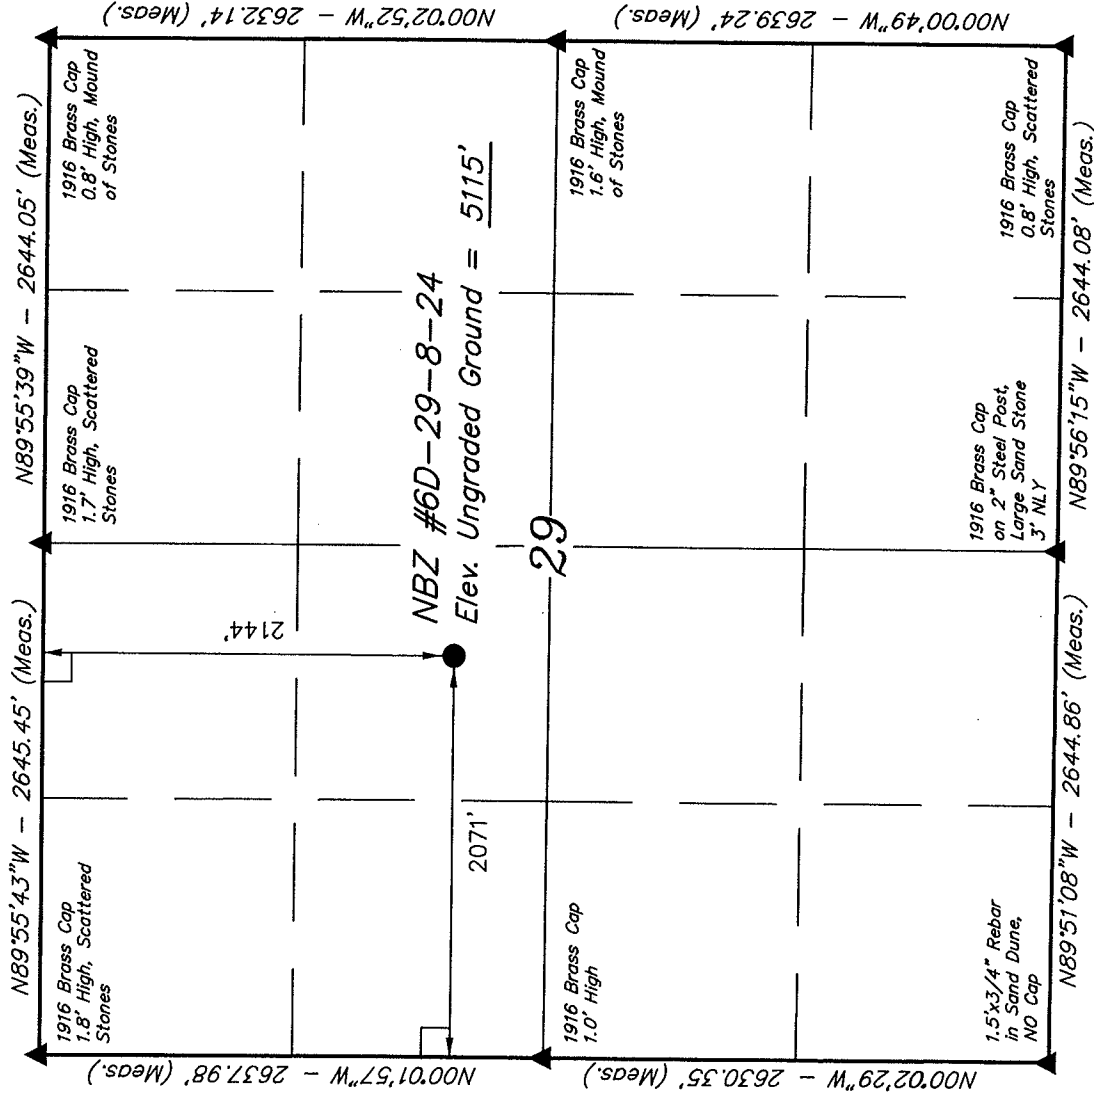 N89°55'43"W - 2645.45' (Meas.)
N89°55'39"W - 2644.05' (Meas.)
1916 Brass Cap
1.8' High, Scattered
Stones
1916 Brass Cap
1.7' High, Scattered
Stones
1916 Brass Cap
0.8' High, Mound
of Stones
N00°01'57"W - 2637.98' (Meas.)
2144'
N00°02'52"W - 2632.14' (Meas.)
NBZ #6D-29-8-24
Elev. Ungraded Ground = 5115'
2071'
29
1916 Brass Cap
1.0' High
1916 Brass Cap
1.6' High, Mound
of Stones
N00°02'29"W - 2630.35' (Meas.)
N00°00'49"W - 2639.24' (Meas.)
1.5'x3/4" Rebar
in Sand Dune,
NO Cap
1916 Brass Cap
on 2" Steel Post,
Large Sand Stone
3' NLY
1916 Brass Cap
0.8' High, Scattered
Stones
N89°51'08"W - 2644.86' (Meas.)
N89°56'15"W - 2644.08' (Meas.)